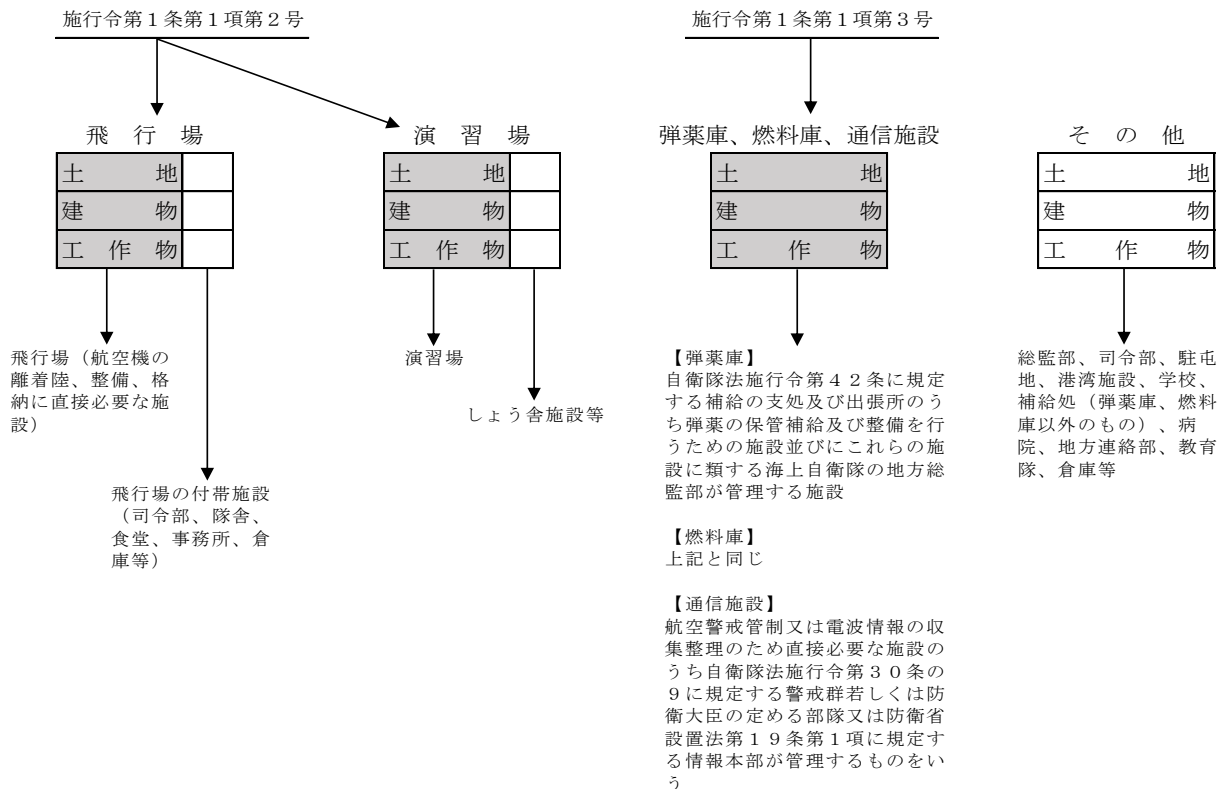 施行令第１条第１項第２号
施行令第１条第１項第３号
飛行場
土地
建物
工作物
演習場
土地
建物
工作物
弾薬庫、燃料庫、通信施設
土地
建物
工作物
その他
土地
建物
工作物
飛行場（航空機の
離着陸、整備、格
納に直接必要な施
設）
飛行場の付帯施設
（司令部、隊舎、
食堂、事務所、倉
庫等）
演習場
しょう舎施設等
【弾薬庫】
自衛隊法施行令第４２条に規定
する補給の支処及び出張所のう
ち弾薬の保管補給及び整備を行
うための施設並びにこれらの施
設に類する海上自衛隊の地方総
監部が管理する施設
【燃料庫】
上記と同じ
【通信施設】
航空警戒管制又は電波情報の収
集整理のため直接必要な施設の
うち自衛隊法施行令第３０条の
９に規定する警戒群若しくは防
衛大臣の定める部隊又は防衛省
設置法第１９条第１項に規定す
る情報本部が管理するものをい
う
総監部、司令部、駐屯
地、港湾施設、学校、
補給処（弾薬庫、燃料
庫以外のもの）、病
院、地方連絡部、教育
隊、倉庫等